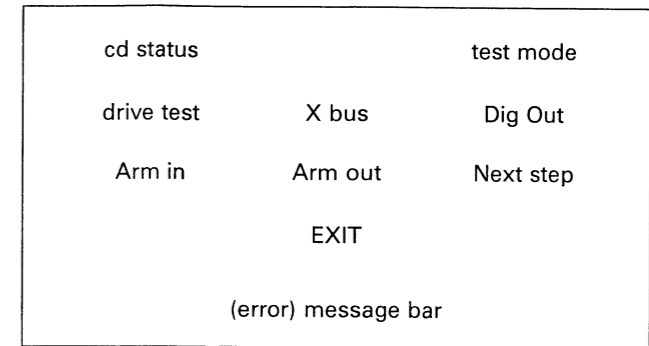 cd status test mode
drive test X bus Dig Out
Arm in Arm out Next step
EXIT
(error) message bar